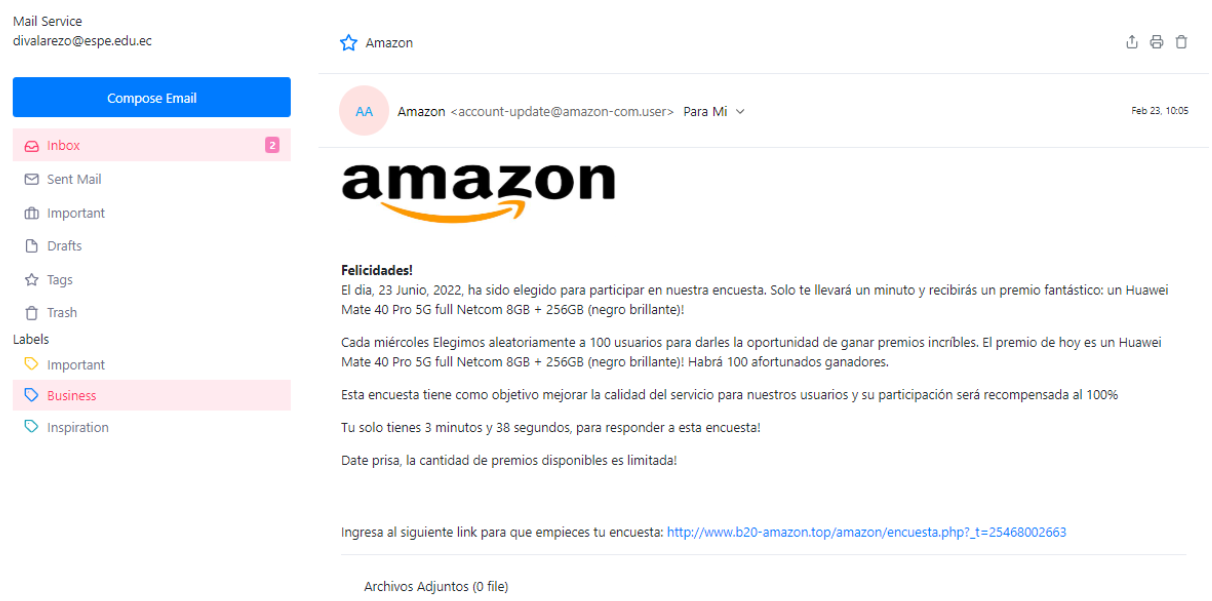 Mail Service
divalarezo@espe.edu.ec
Compose Email
Inbox 2
Sent Mail
Important
Drafts
Tags
Trash
Labels
Important
Business
Inspiration
Amazon
AA Amazon <account-update@amazon-com.user> Para Mi Feb 23, 10:05
amazon
Felicidades!
El dia, 23 Junio, 2022, ha sido elegido para participar en nuestra encuesta. Solo te llevará un minuto y recibirás un premio fantástico: un Huawei
Mate 40 Pro 5G full Netcom 8GB + 256GB (negro brillante)!
Cada miércoles Elegimos aleatoriamente a 100 usuarios para darles la oportunidad de ganar premios incríbles. El premio de hoy es un Huawei
Mate 40 Pro 5G full Netcom 8GB + 256GB (negro brillante)! Habrá 100 afortunados ganadores.
Esta encuesta tiene como objetivo mejorar la calidad del servicio para nuestros usuarios y su participación será recompensada al 100%
Tu solo tienes 3 minutos y 38 segundos, para responder a esta encuesta!
Date prisa, la cantidad de premios disponibles es limitada!
Ingresa al siguiente link para que empieces tu encuesta: http://www.b20-amazon.top/amazon/encuesta.php?_t=25468002663
Archivos Adjuntos (0 file)